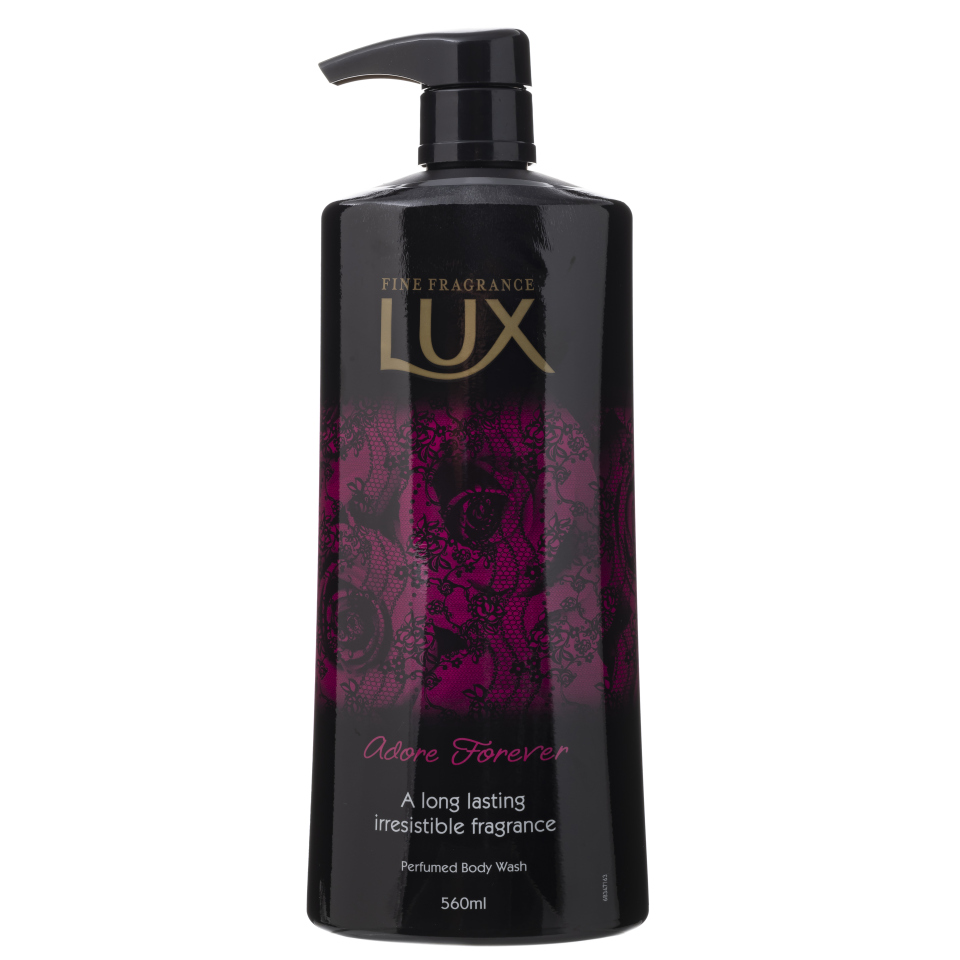 FINE FRAGRANCE
LUX
Adore Forever
A long lasting
irresistible fragrance
Perfumed Body Wash
560ml